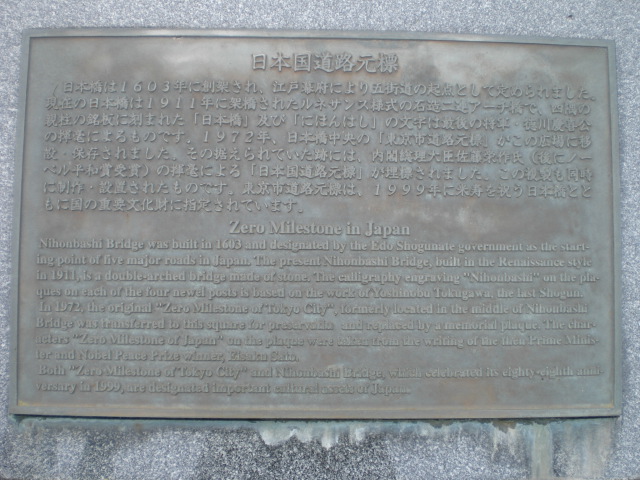 日本国道路元標
日本橋は1603年に創架され、江戸幕府により五街道の起点として定められました。
現在の日本橋は1911年に架橋されたルネサンス様式の石造二連アーチ橋で、四隅の
親柱の銘板に刻まれた「日本橋」及び「にほんはし」の文字は最後の将軍・徳川慶喜公
の揮毫によるものです。1972年、日本橋中央の「東京市道路元標」がこの広場に移
設・保存されました。その据えられていた跡には、内閣総理大臣佐藤栄作氏（後にノー
ベル平和賞受賞）の揮毫による「日本国道路元標」が埋標されました。この複製も同時
に制作・設置されたものです。東京市道路元標は、1999年に米寿を祝う日本橋とと
もに国の重要文化財に指定されています。
Zero Milestone in Japan
Nihonbashi Bridge was built in 1603 and designated by the Edo Shogunate government as the start-
ing point of five major roads in Japan. The present Nihonbashi Bridge, built in the Renaissance style
in 1911, is a double-arched bridge made of stone. The calligraphy engraving "Nihonbashi" on the pla-
ques on each of the four newel posts is based on the work of Yoshinobu Tokugawa, the last Shogun.
In 1972, the original "Zero Milestone of Tokyo City", formerly located in the middle of Nihonbashi
Bridge was transferred to this square for preservation and replaced by a memorial plaque. The char-
acters "Zero Milestone of Japan" on the plaque were taken from the writing of the then Prime Minis-
ter and Nobel Peace Prize winner, Eisaku Sato.
Both "Zero Milestone of Tokyo City" and Nihonbashi Bridge, which celebrated its eighty-eighth anni-
versary in 1999, are designated important cultural assets of Japan.